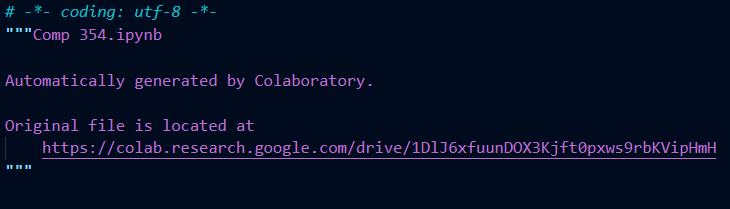 # -*- coding: utf-8 -*-
"""Comp 354.ipynb
Automatically generated by Colaboratory.
Original file is located at
https://colab.research.google.com/drive/1DlJ6xfuunDOX3Kjft0pxws9rbKVipHmH
"""